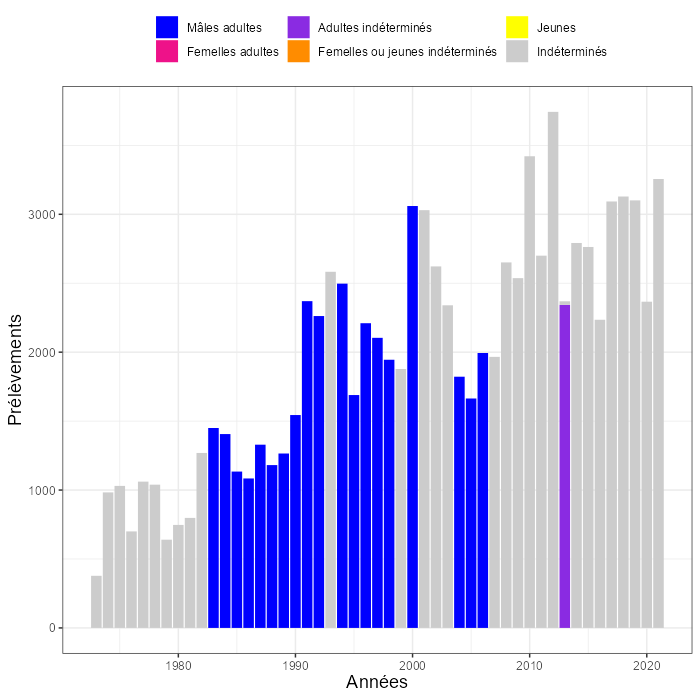 Mâles adultes
Adultes indéterminés
Jeunes
Femelles adultes
Femelles ou jeunes indéterminés
Indéterminés
Prélèvements
3000
2000
1000
0
1980
1990
2000
2010
2020
Années